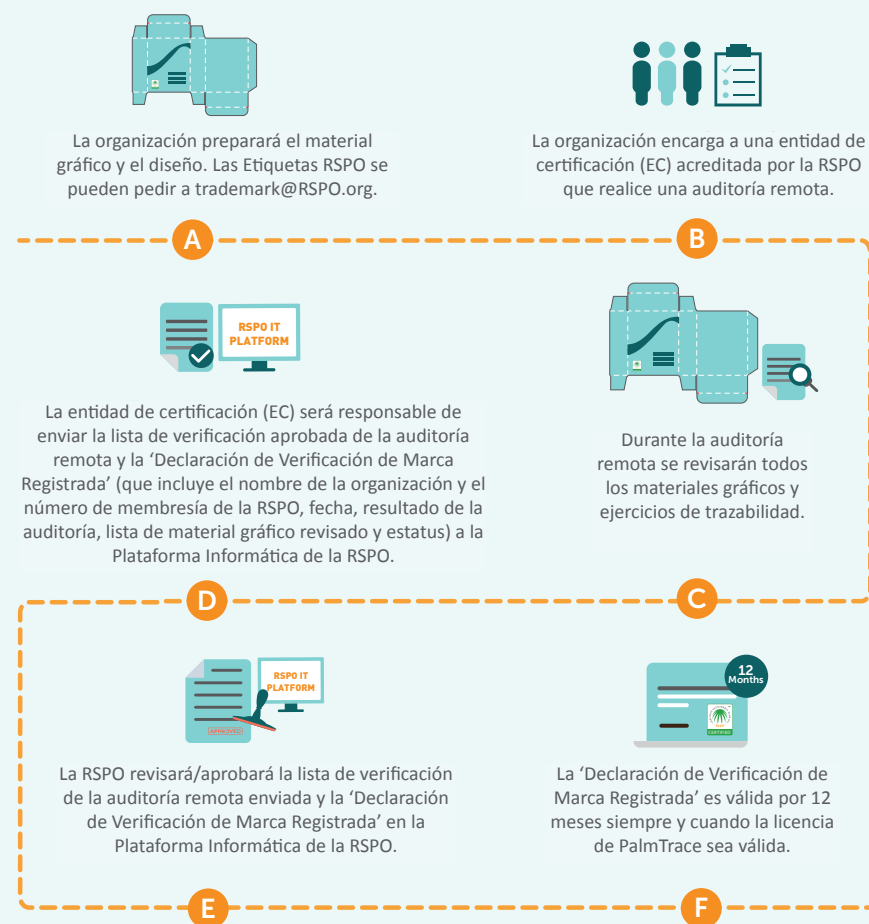 La organización preparará el material
gráfico y el diseño. Las Etiquetas RSPO se
pueden pedir a trademark@RSPO.org.
A
La organización encarga a una entidad de
certificación (EC) acreditada por la RSPO
que realice una auditoría remota.
B
Durante la auditoría
remota se revisarán todos
los materiales gráficos y
ejercicios de trazabilidad.
C
RSPO IT
PLATFORM
La entidad de certificación (EC) será responsable de
enviar la lista de verificación aprobada de la auditoría
remota y la ‘Declaración de Verificación de Marca
Registrada’ (que incluye el nombre de la organización y el
número de membresía de la RSPO, fecha, resultado de la
auditoría, lista de material gráfico revisado y estatus) a la
Plataforma Informática de la RSPO.
D
RSPO IT
PLATFORM
APPROVED
La RSPO revisará/aprobará la lista de verificación
de la auditoría remota enviada y la ‘Declaración
de Verificación de Marca Registrada’ en la
Plataforma Informática de la RSPO.
E
12
Months
CERTIFIED
La ‘Declaración de Verificación de
Marca Registrada’ es válida por 12
meses siempre y cuando la licencia
de PalmTrace sea válida.
F